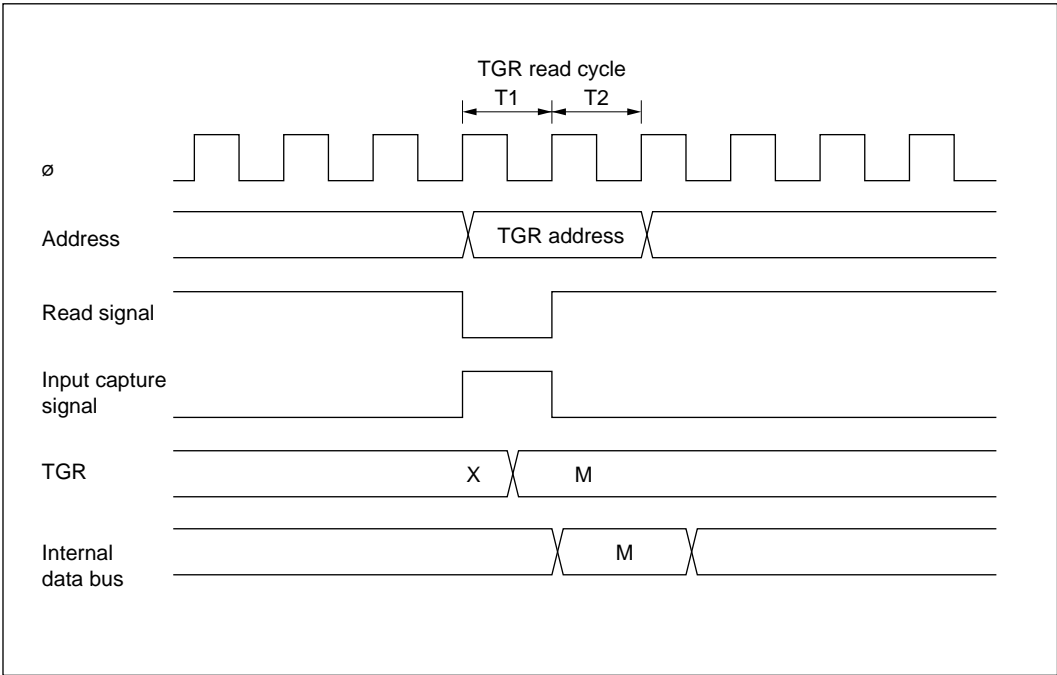 TGR read cycle
T1 T2
ø
Address TGR address
Read signal
Input capture
signal
TGR X M
Internal
data bus M